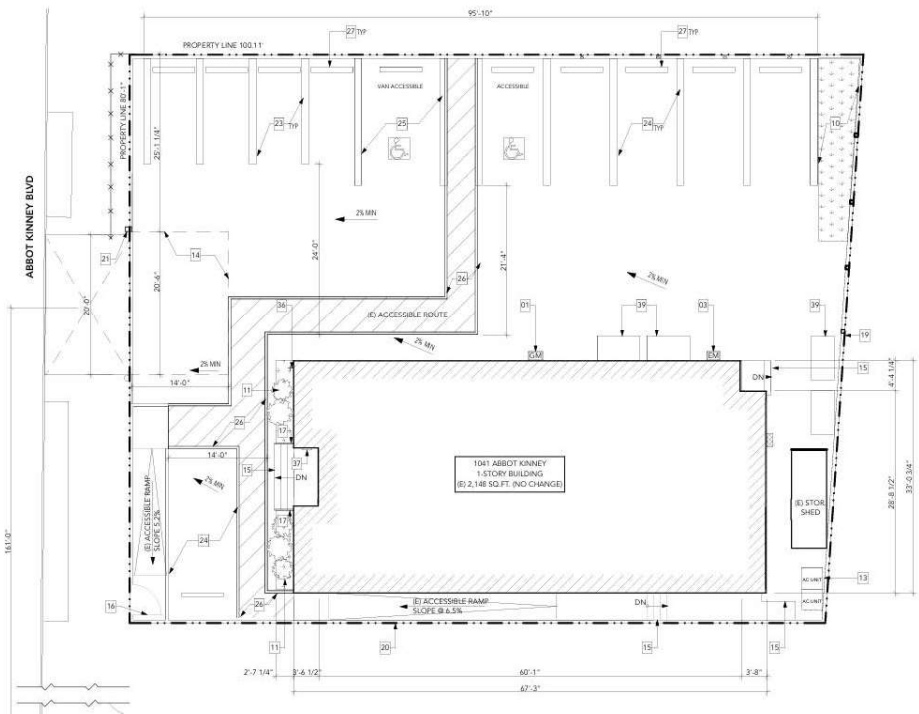 95'-10"
27 TYP
27 TYP
PROPERTY LINE 100.11'
PROPERTY LINE 80'-1"
25'-1 1/4"
VAN ACCESSIBLE
ACCESSIBLE
23 TYP
25
24 TYP
10
ABBOT KINNEY BLVD
2% MIN
24'-0"
21'-4"
2% MIN
21
14
20'-0"
20'-6"
26
36
(E) ACCESSIBLE ROUTE
01
39
03
39
19
2% MIN
2% MIN
GM
EM
14'-0"
11
DN
15
4'-4 1/4"
26
17
14'-0"
15
37
DN
2% MIN
1041 ABBOT KINNEY
1-STORY BUILDING
(E) 2,148 SQ.FT. (NO CHANGE)
(E) STOR.
SHED
28'-8 1/2"
33'-0 3/4"
(E) ACCESSIBLE RAMP
SLOPE 5.2%
24
17
161'-0"
AC UNIT
13
AC UNIT
16
26
(E) ACCESSIBLE RAMP
SLOPE @ 6.5%
DN
11
20
15
15
2'-7 1/4"
3'-6 1/2"
60'-1"
3'-8"
67'-3"